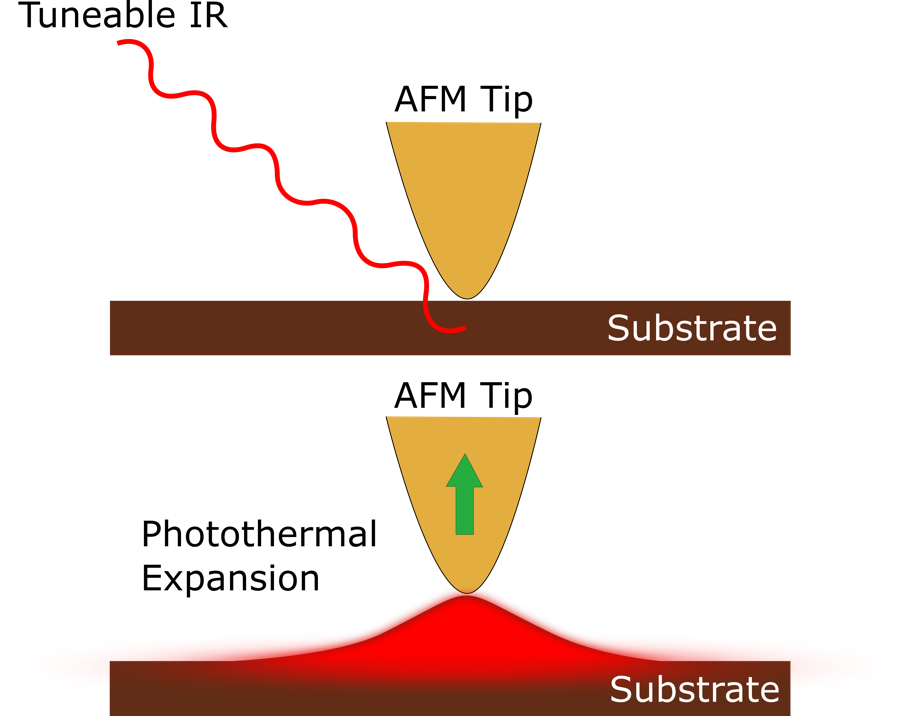 Tuneable IR
AFM Tip
Substrate
AFM Tip
Photothermal
Expansion
Substrate